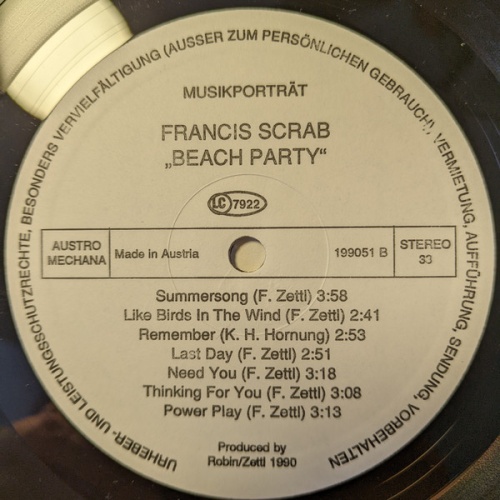 URHEBER- UND LEISTUNGSSCHUTZRECHTE, BESONDERS VERVIELFÄLTIGUNG (AUSSER ZUM PERSÖNLICHEN GEBRAUCH), VERMIETUNG, AUFFÜHRUNG, SENDUNG, VORBEHALTEN
MUSIKPORTRÄT
FRANCIS SCRAB
„BEACH PARTY“
LC 7922
AUSTRO
MECHANA
Made in Austria
199051 B
STEREO
33
Summersong (F. Zettl) 3:58
Like Birds In The Wind (F. Zettl) 2:41
Remember (K. H. Hornung) 2:53
Last Day (F. Zettl) 2:51
Need You (F. Zettl) 3:18
Thinking For You (F. Zettl) 3:08
Power Play (F. Zettl) 3:13
Produced by
Robin/Zettl 1990